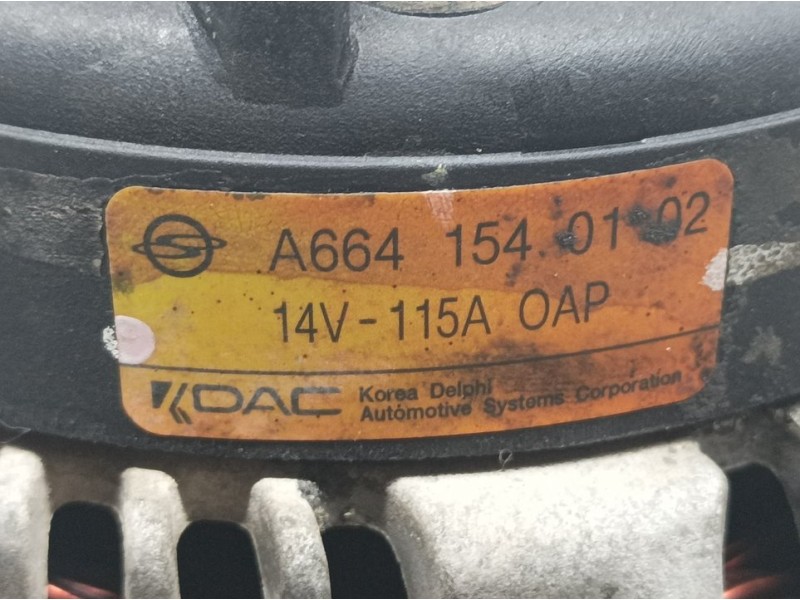 A664 154 01 02
14V-115A OAP
KDAC Korea Delphi
Automotive Systems Corporation